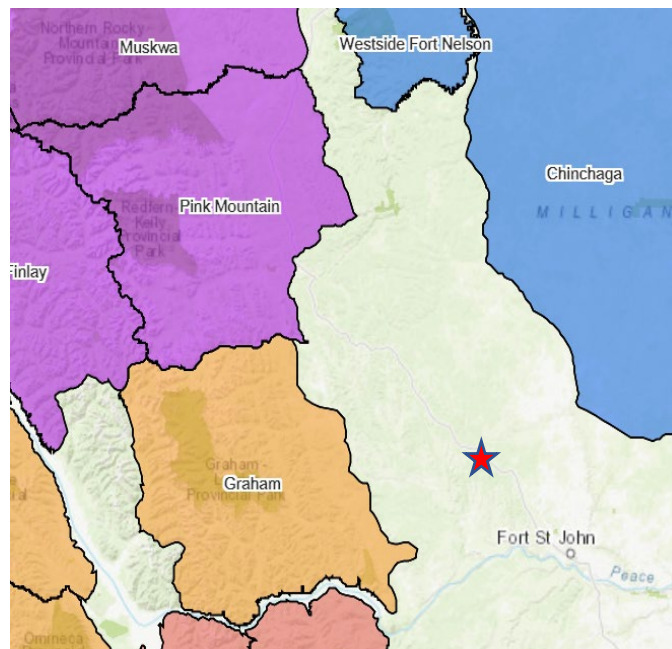 Northern Rocky
Mountain
Provincial Park
Muskwa
Westside Fort Nelson
Chinchaga
MILLIGAN
Pink Mountain
Redfern-
Kelly
Provincial
Park
Finlay
Graham -
Provincial Park
Graham
Fort St John
Peace
Omineca